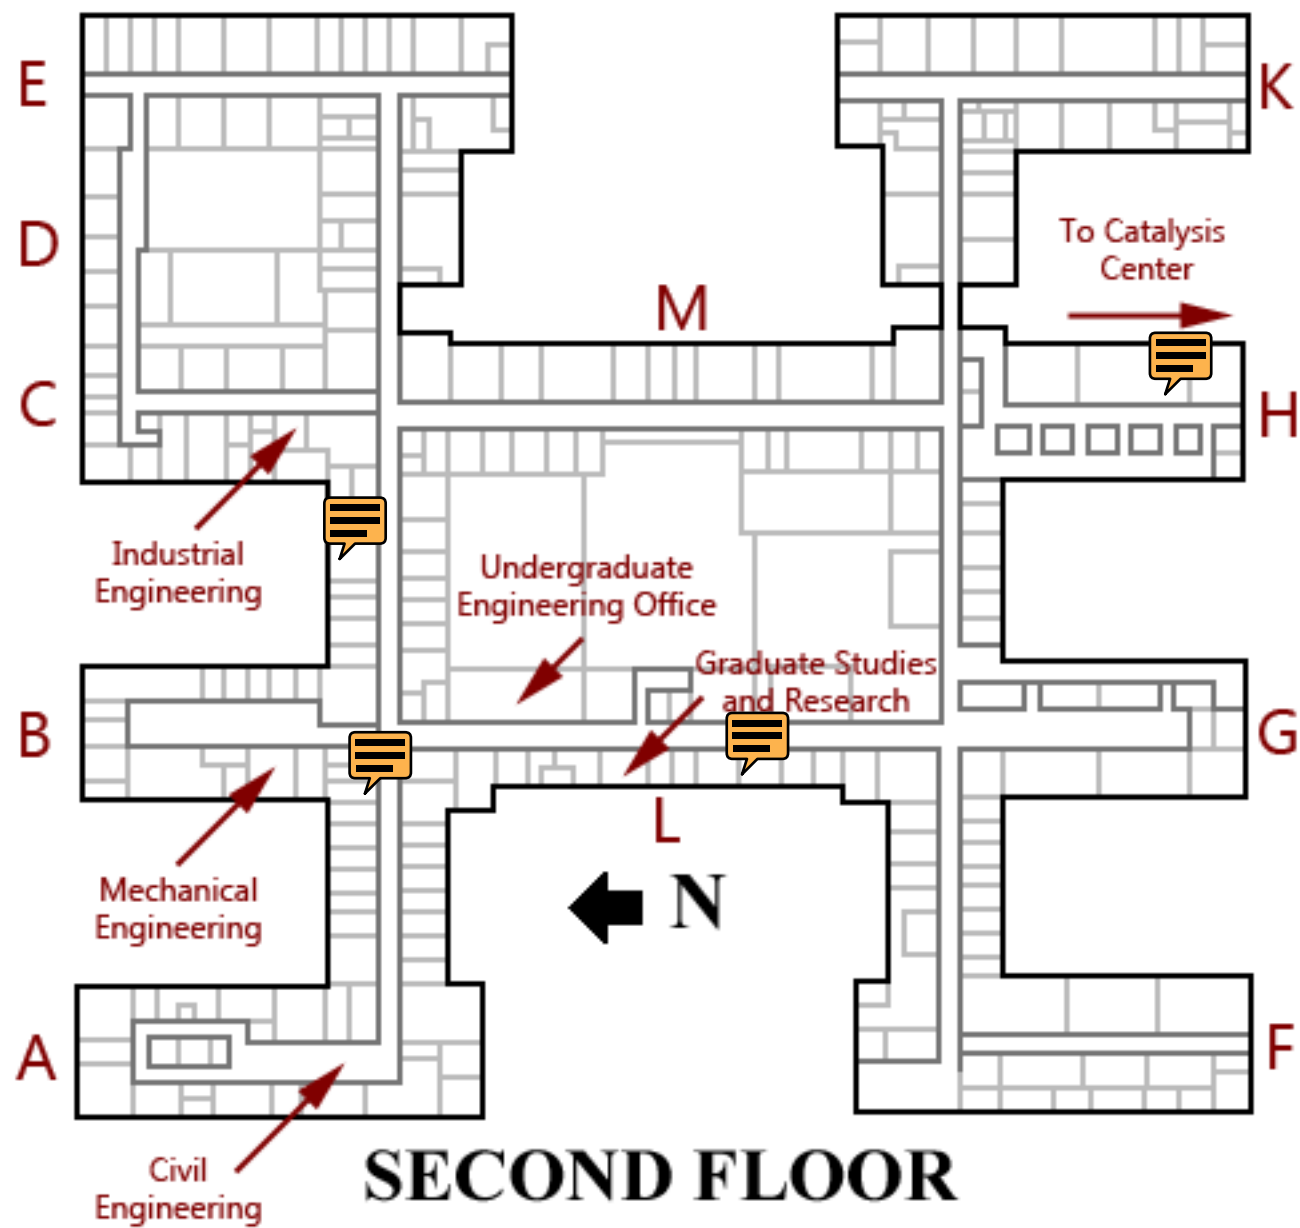 E
K
D
To Catalysis
Center
M
C
H
Industrial
Engineering
Undergraduate
Engineering Office
Graduate Studies
and Research
B
G
L
Mechanical
Engineering
N
A
F
Civil
Engineering
SECOND FLOOR